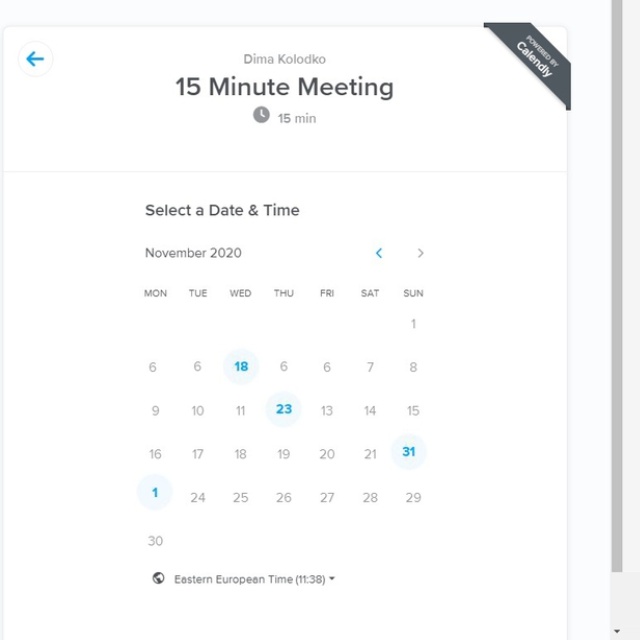 Dima Kolodko
POWERED BY
Calendly
15 Minute Meeting
15 min
Select a Date & Time
November 2020
MON TUE WED THU FRI SAT SUN
1
6 6 18 6 6 7 8
9 10 11 23 13 14 15
16 17 18 19 20 21 31
1 24 25 26 27 28 29
30
Eastern European Time (11:38)